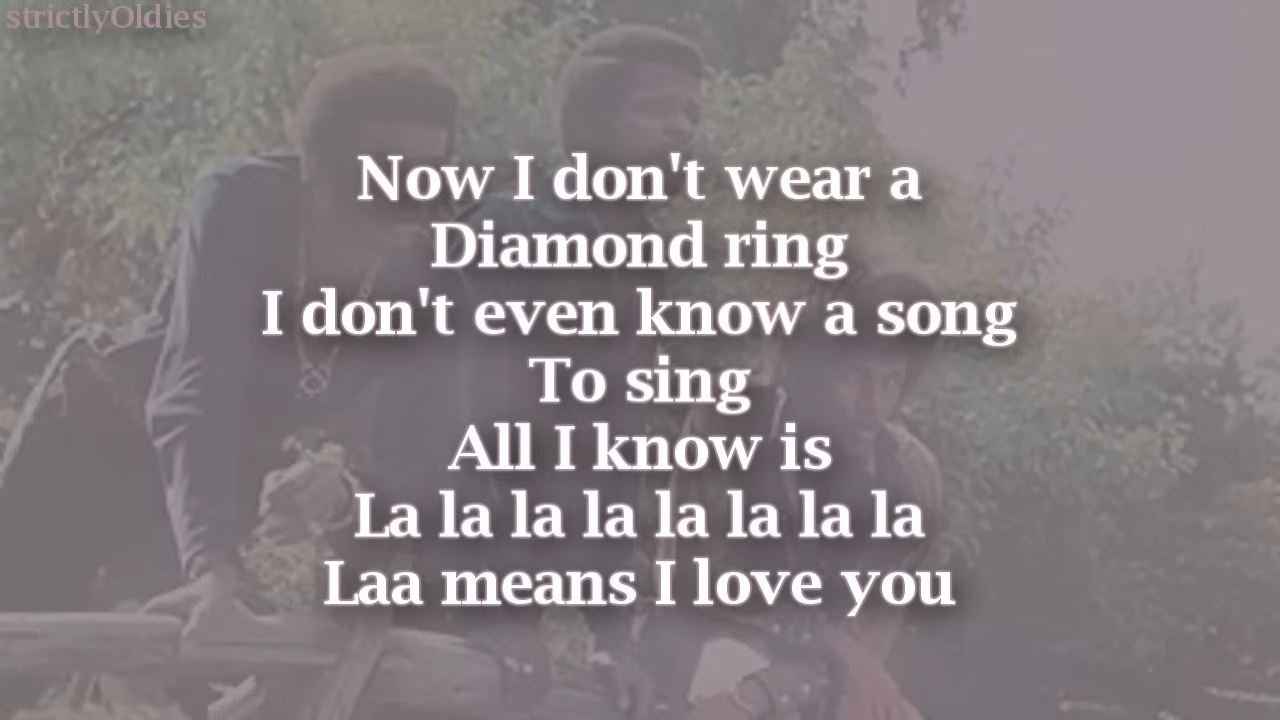 strictlyOldies
Now I don't wear a
Diamond ring
I don't even know a song
To sing
All I know is
La la la la la la la la
Laa means I love you